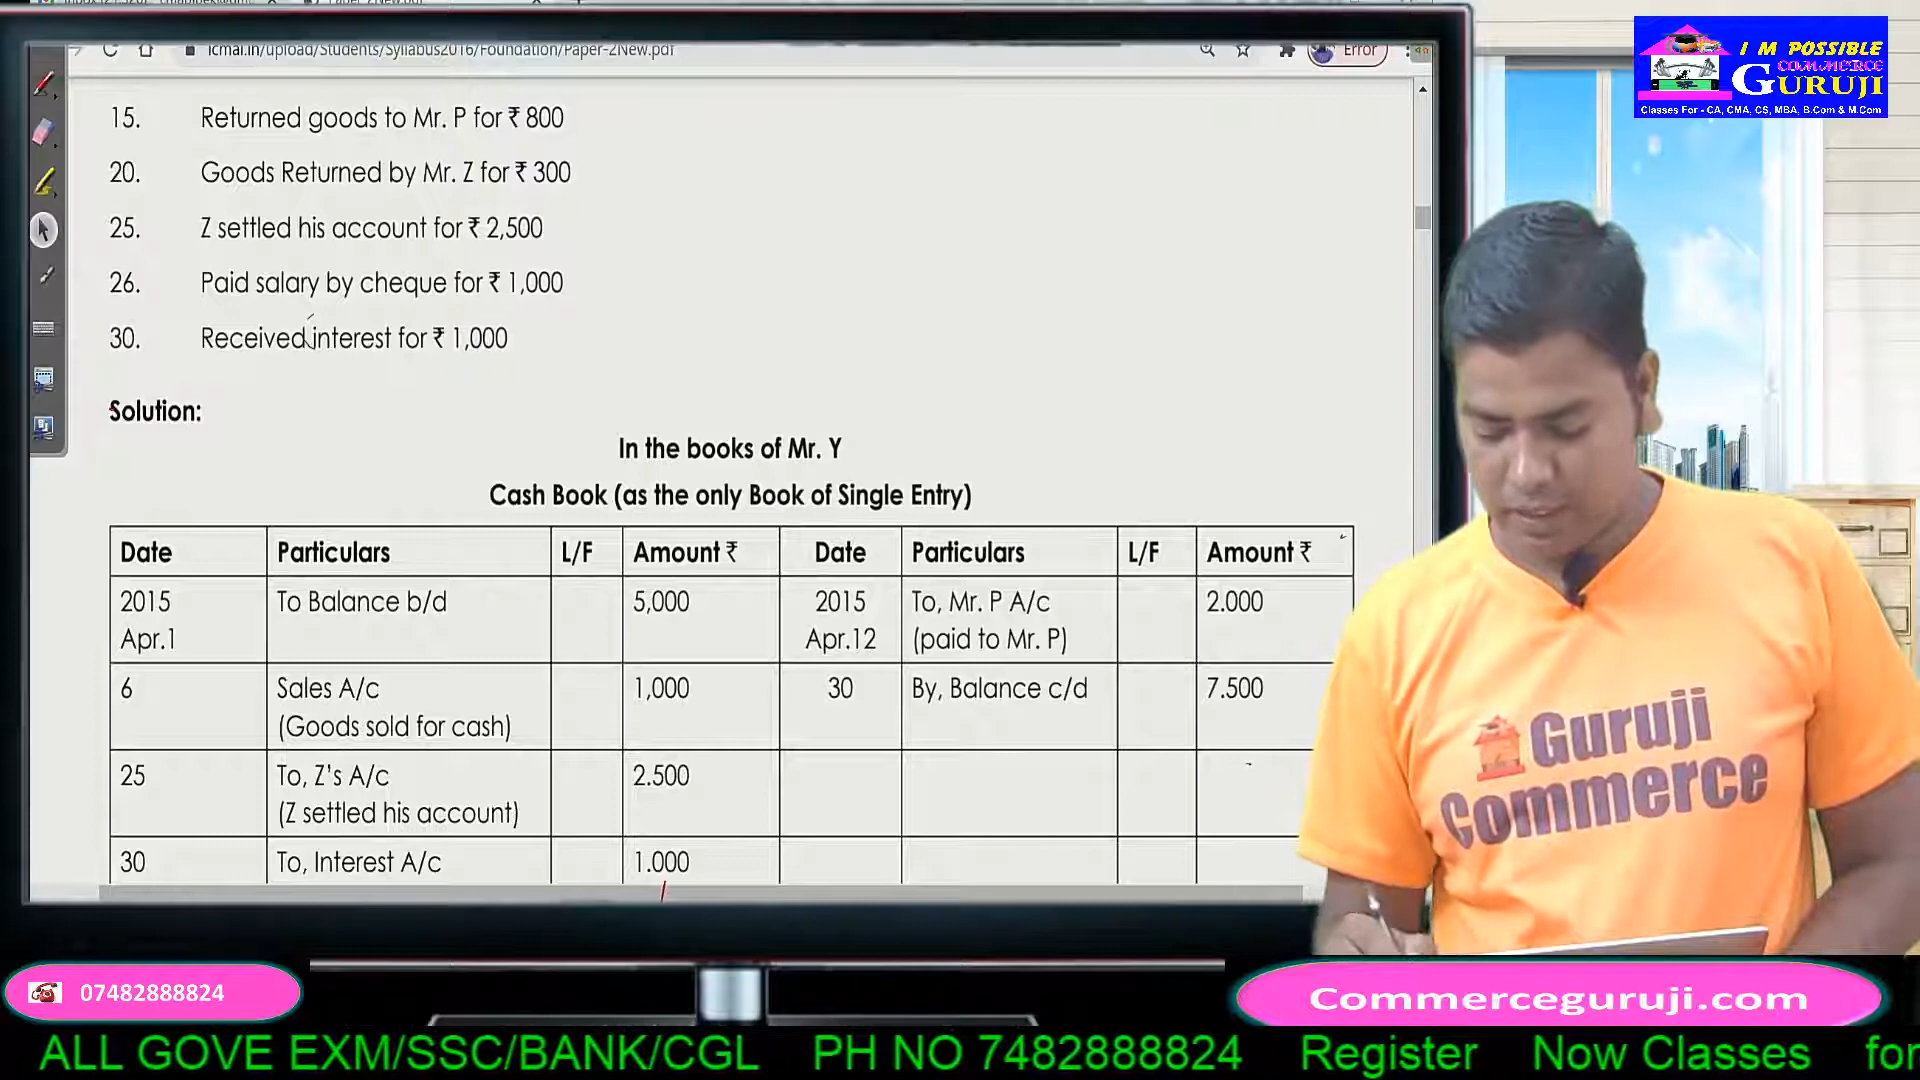 icmai.in/upload/Students/Syllabus2016/Foundation/Paper-2New.pdf
Error
I M POSSIBLE
COMMERCE
GURUJI
Classes For - CA, CMA, CS, MBA, B.Com & M.Com
15. Returned goods to Mr. P for ₹ 800
20. Goods Returned by Mr. Z for ₹ 300
25. Z settled his account for ₹ 2,500
26. Paid salary by cheque for ₹ 1,000
30. Received interest for ₹ 1,000
Solution:
In the books of Mr. Y
Cash Book (as the only Book of Single Entry)
Date Particulars L/F Amount ₹ Date Particulars L/F Amount ₹
2015 To Balance b/d 5,000 2015 To, Mr. P A/c 2.000
Apr.1 Apr.12 (paid to Mr. P)
6 Sales A/c 1,000 30 By, Balance c/d 7.500
(Goods sold for cash)
25 To, Z's A/c 2.500
(Z settled his account)
30 To, Interest A/c 1.000
Guruji
Commerce
07482888824
Commerceguruji.com
ALL GOVE EXM/SSC/BANK/CGL PH NO 7482888824 Register Now Classes for